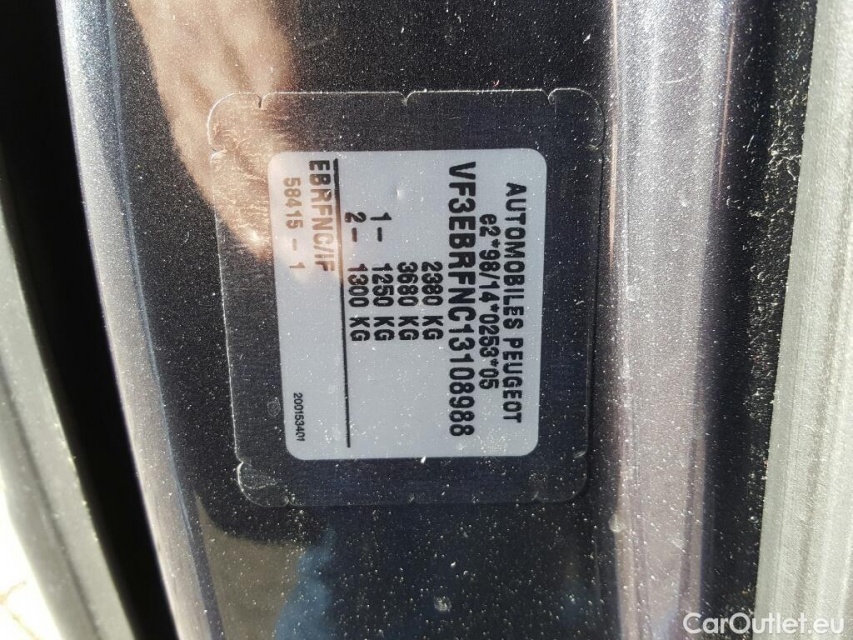 AUTOMOBILES PEUGEOT
e2*98/14*0253*05
VF3EBRFNC13108988
2380 KG
3680 KG
1- 1250 KG
2- 1300 KG
EBRFNC/IF
58415 - 1
200153401
CarOutlet.eu